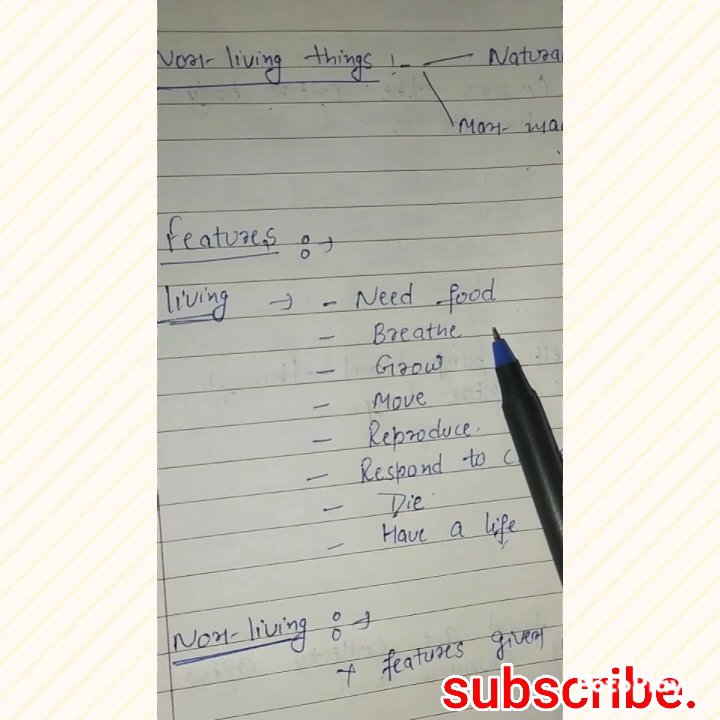 Non-living things :-
Man-
Features :→
living → - Need food
- Breathe
- Grow
- Move
- Reproduce.
- Respond to
- Die
- Have a life
Non-living :→
features given
subscribe.